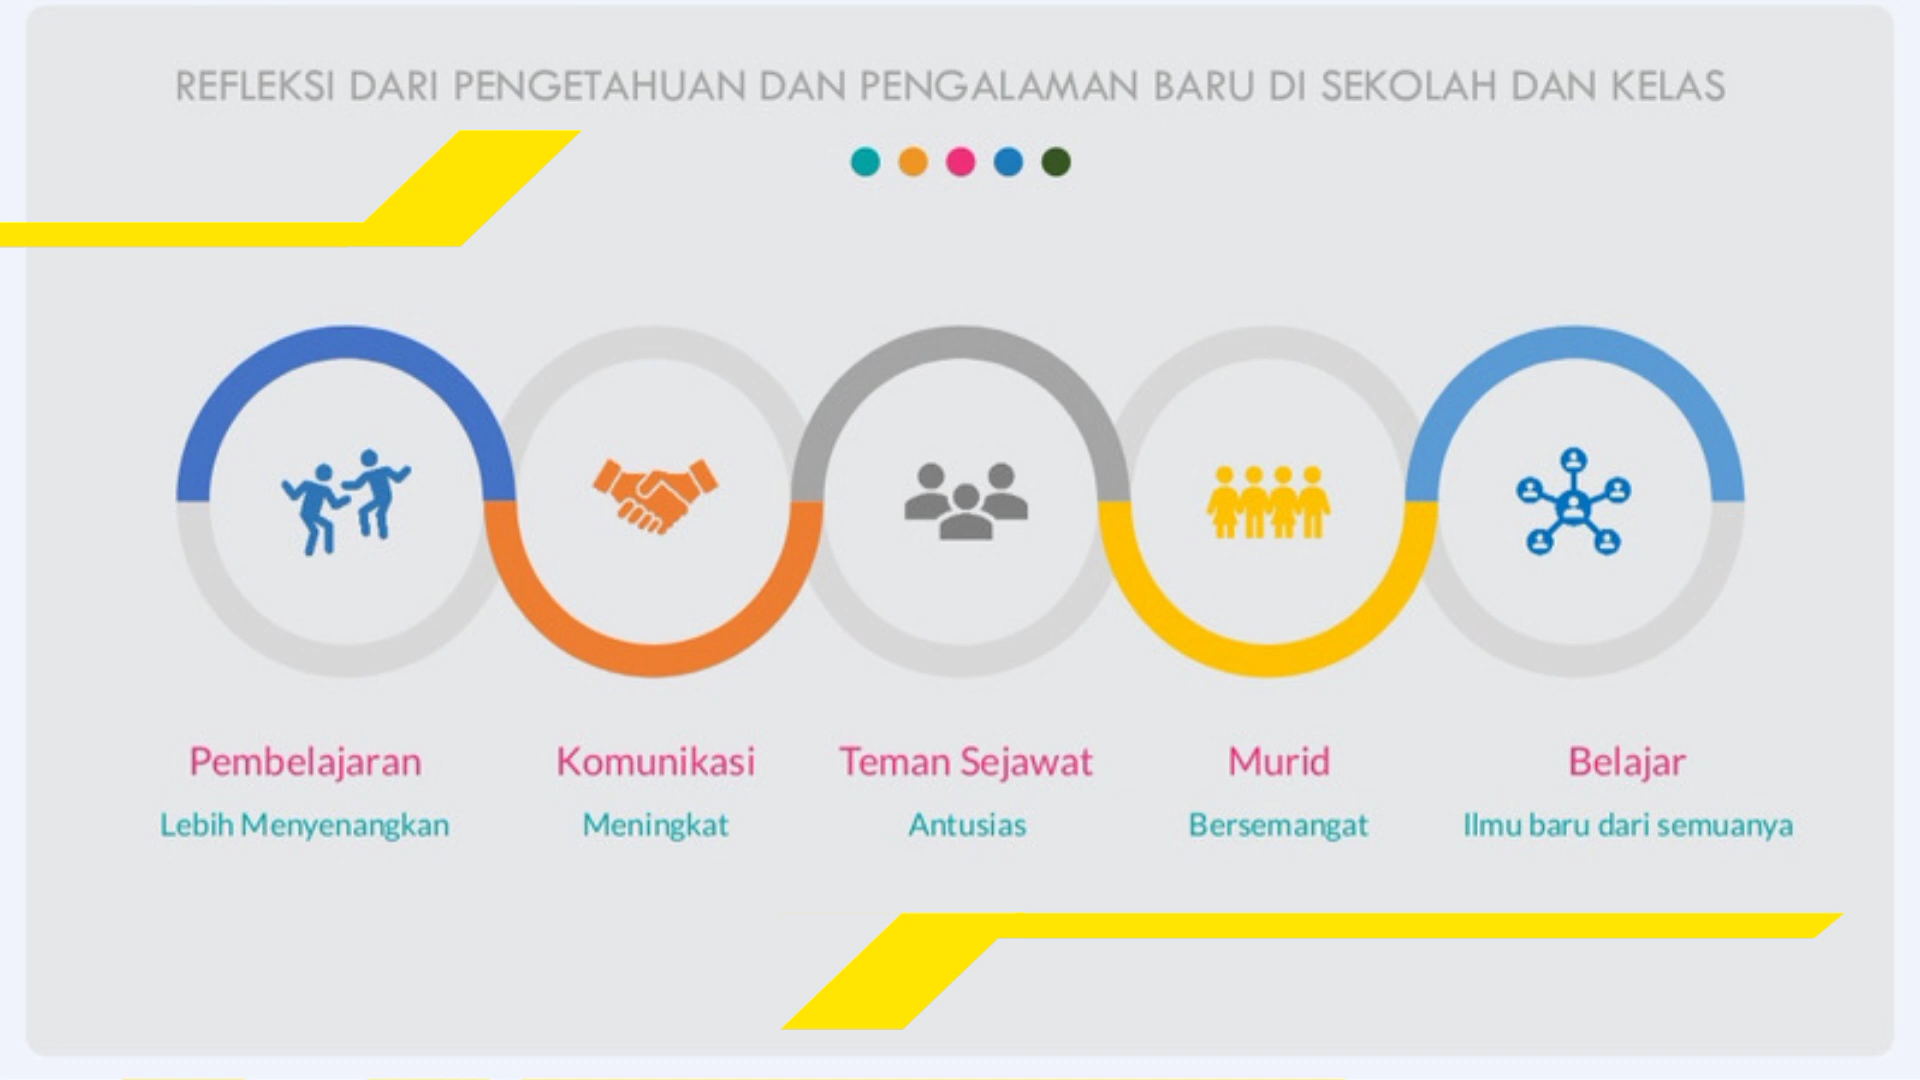 REFLEKSI DARI PENGETAHUAN DAN PENGALAMAN BARU DI SEKOLAH DAN KELAS
Pembelajaran
Lebih Menyenangkan
Komunikasi
Meningkat
Teman Sejawat
Antusias
Murid
Bersemangat
Belajar
Ilmu baru dari semuanya